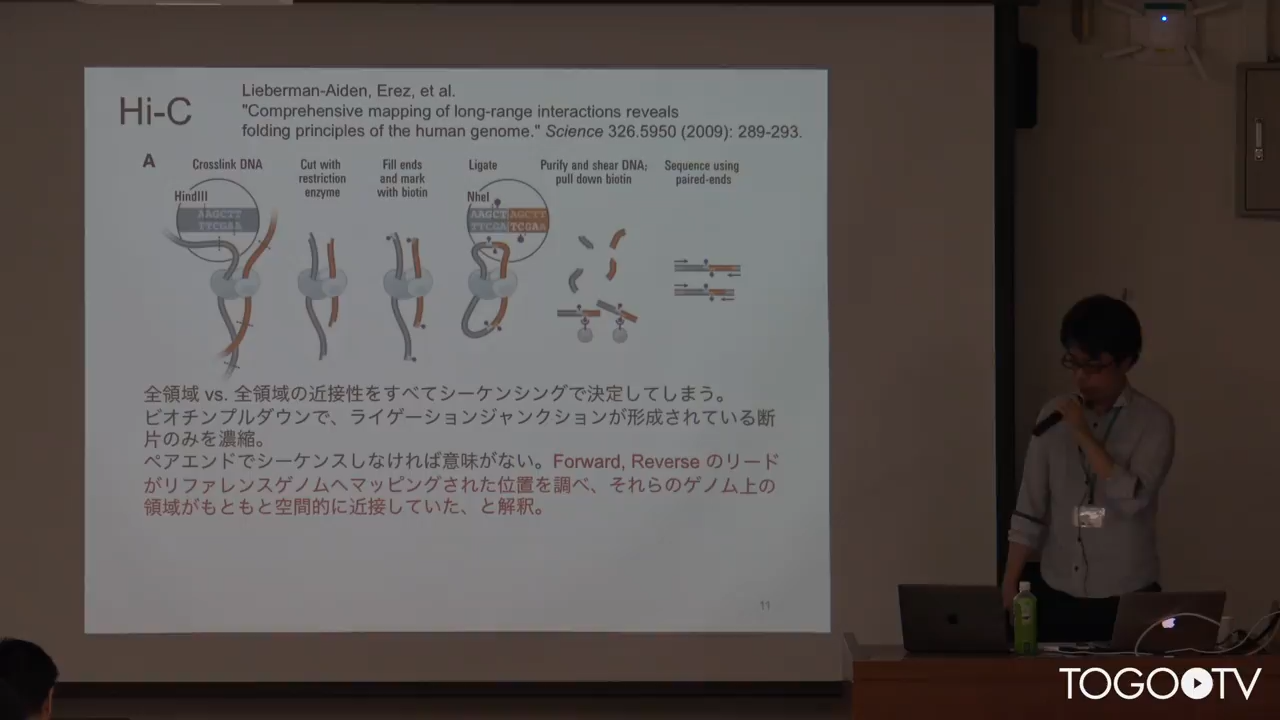 Hi-C
Lieberman-Aiden, Erez, et al.
"Comprehensive mapping of long-range interactions reveals
folding principles of the human genome." Science 326.5950 (2009): 289-293.
A
Crosslink DNA
Cut with
restriction
enzyme
Fill ends
and mark
with biotin
Ligate
Purify and shear DNA;
pull down biotin
Sequence using
paired-ends
HindIII
AAGCTT
TTCGAA
NheI
AAGCT AGCTT
TTCGA TCGAA
全領域 vs. 全領域の近接性をすべてシーケンシングで決定してしまう。
ビオチンプルダウンで、ライゲーションジャンクションが形成されている断
片のみを濃縮。
ペアエンドでシーケンスしなければ意味がない。Forward, Reverse のリード
がリファレンスゲノムへマッピングされた位置を調べ、それらのゲノム上の
領域がもともと空間的に近接していた、と解釈。
11
TOGO TV